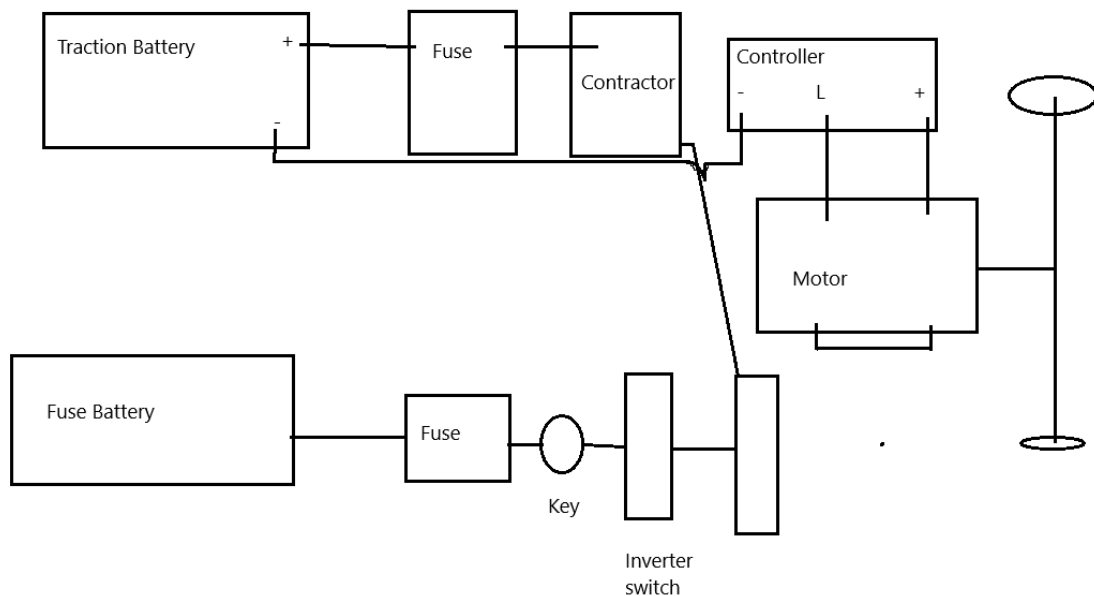 Traction Battery
+
-
Fuse
Contractor
Controller
- L +
Motor
Fuse Battery
Fuse
Key
Inverter
switch